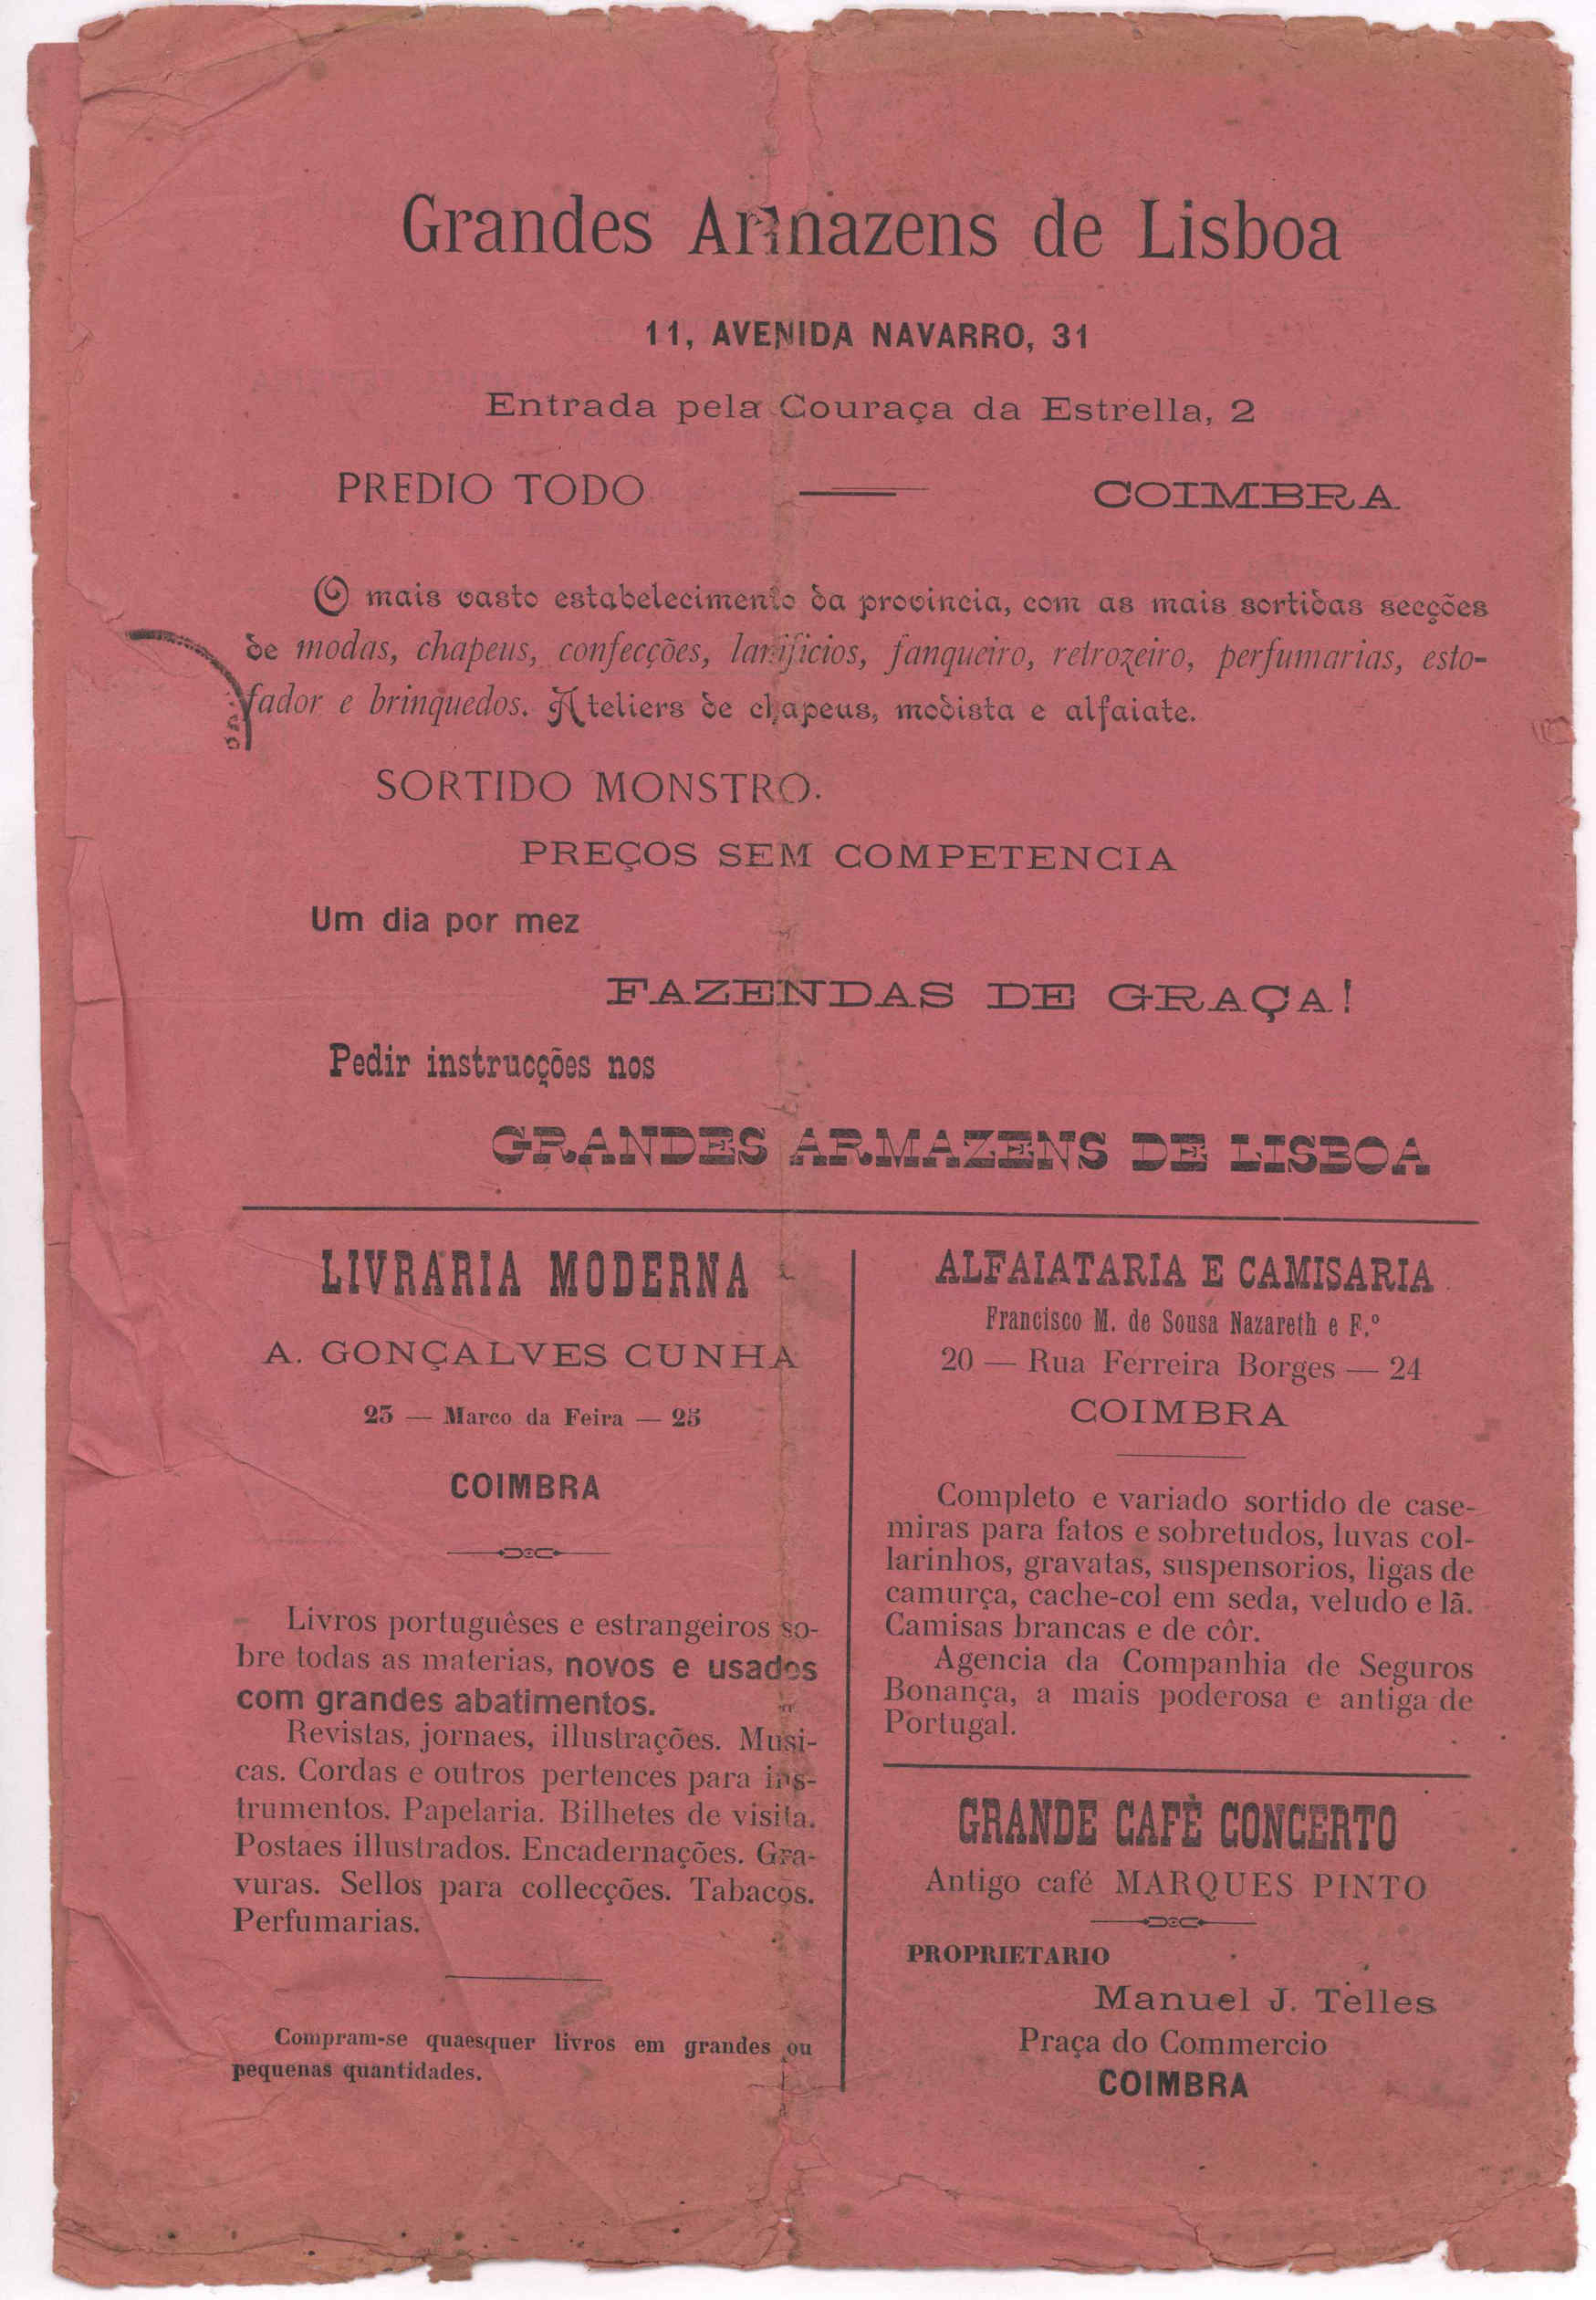 Grandes Armazens de Lisboa
11, AVENIDA NAVARRO, 31
Entrada pela Couraça da Estrella, 2
PREDIO TODO — COIMBRA
O mais vasto estabelecimento da provincia, com as mais sortidas secções
de modas, chapeus, confecções, lanificios, fanqueiro, retrozeiro, perfumarias, esto-
fador e brinquedos. Ateliers de chapeus, modista e alfaiate.
SORTIDO MONSTRO.
PREÇOS SEM COMPETENCIA
Um dia por mez
FAZENDAS DE GRAÇA!
Pedir instrucções nos
GRANDES ARMAZENS DE LISBOA
LIVRARIA MODERNA
A. GONÇALVES CUNHA
25 — Marco da Feira — 25
COIMBRA
Livros portuguêses e estrangeiros so-
bre todas as materias, novos e usados
com grandes abatimentos.
Revistas, jornaes, illustrações. Musi-
cas. Cordas e outros pertences para ins-
trumentos. Papelaria. Bilhetes de visita.
Postaes illustrados. Encadernações. Gra-
vuras. Sellos para collecções. Tabacos.
Perfumarias.
Compram-se quaesquer livros em grandes ou
pequenas quantidades.
ALFAIATARIA E CAMISARIA
Francisco M. de Sousa Nazareth e F.º
20 — Rua Ferreira Borges — 24
COIMBRA
Completo e variado sortido de case-
miras para fatos e sobretudos, luvas col-
larinhos, gravatas, suspensorios, ligas de
camurça, cache-col em seda, veludo e lã.
Camisas brancas e de côr.
Agencia da Companhia de Seguros
Bonança, a mais poderosa e antiga de
Portugal.
GRANDE CAFÈ CONCERTO
Antigo café MARQUES PINTO
PROPRIETARIO
Manuel J. Telles
Praça do Commercio
COIMBRA